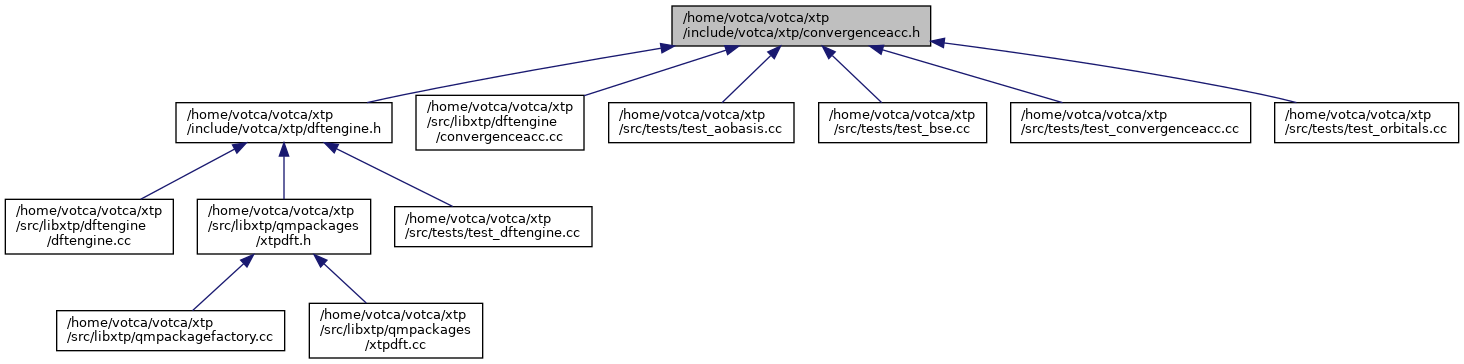 /home/votca/votca/xtp
/include/votca/xtp/convergenceacc.h
/home/votca/votca/xtp
/include/votca/xtp/dftengine.h
/home/votca/votca/xtp
/src/libxtp/dftengine
/convergenceacc.cc
/home/votca/votca/xtp
/src/tests/test_aobasis.cc
/home/votca/votca/xtp
/src/tests/test_bse.cc
/home/votca/votca/xtp
/src/tests/test_convergenceacc.cc
/home/votca/votca/xtp
/src/tests/test_orbitals.cc
/home/votca/votca/xtp
/src/libxtp/dftengine
/dftengine.cc
/home/votca/votca/xtp
/src/libxtp/qmpackages
/xtpdft.h
/home/votca/votca/xtp
/src/tests/test_dftengine.cc
/home/votca/votca/xtp
/src/libxtp/qmpackagefactory.cc
/home/votca/votca/xtp
/src/libxtp/qmpackages
/xtpdft.cc